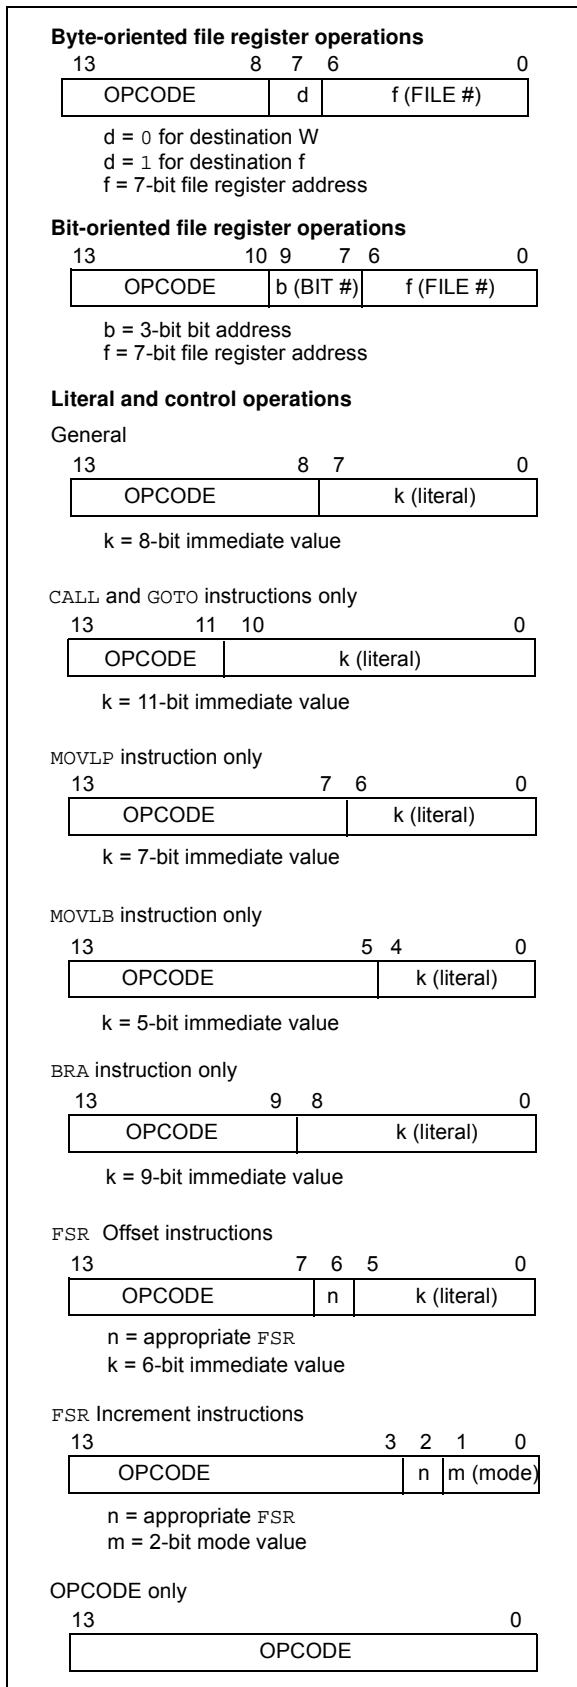 Byte-oriented file register operations
13 8 7 6 0
OPCODE d f (FILE #)
d = 0 for destination W
d = 1 for destination f
f = 7-bit file register address
Bit-oriented file register operations
13 10 9 7 6 0
OPCODE b (BIT #) f (FILE #)
b = 3-bit bit address
f = 7-bit file register address
Literal and control operations
General
13 8 7 0
OPCODE k (literal)
k = 8-bit immediate value
CALL and GOTO instructions only
13 11 10 0
OPCODE k (literal)
k = 11-bit immediate value
MOVLP instruction only
13 7 6 0
OPCODE k (literal)
k = 7-bit immediate value
MOVLB instruction only
13 5 4 0
OPCODE k (literal)
k = 5-bit immediate value
BRA instruction only
13 9 8 0
OPCODE k (literal)
k = 9-bit immediate value
FSR Offset instructions
13 7 6 5 0
OPCODE n k (literal)
n = appropriate FSR
k = 6-bit immediate value
FSR Increment instructions
13 3 2 1 0
OPCODE n m (mode)
n = appropriate FSR
m = 2-bit mode value
OPCODE only
13 0
OPCODE